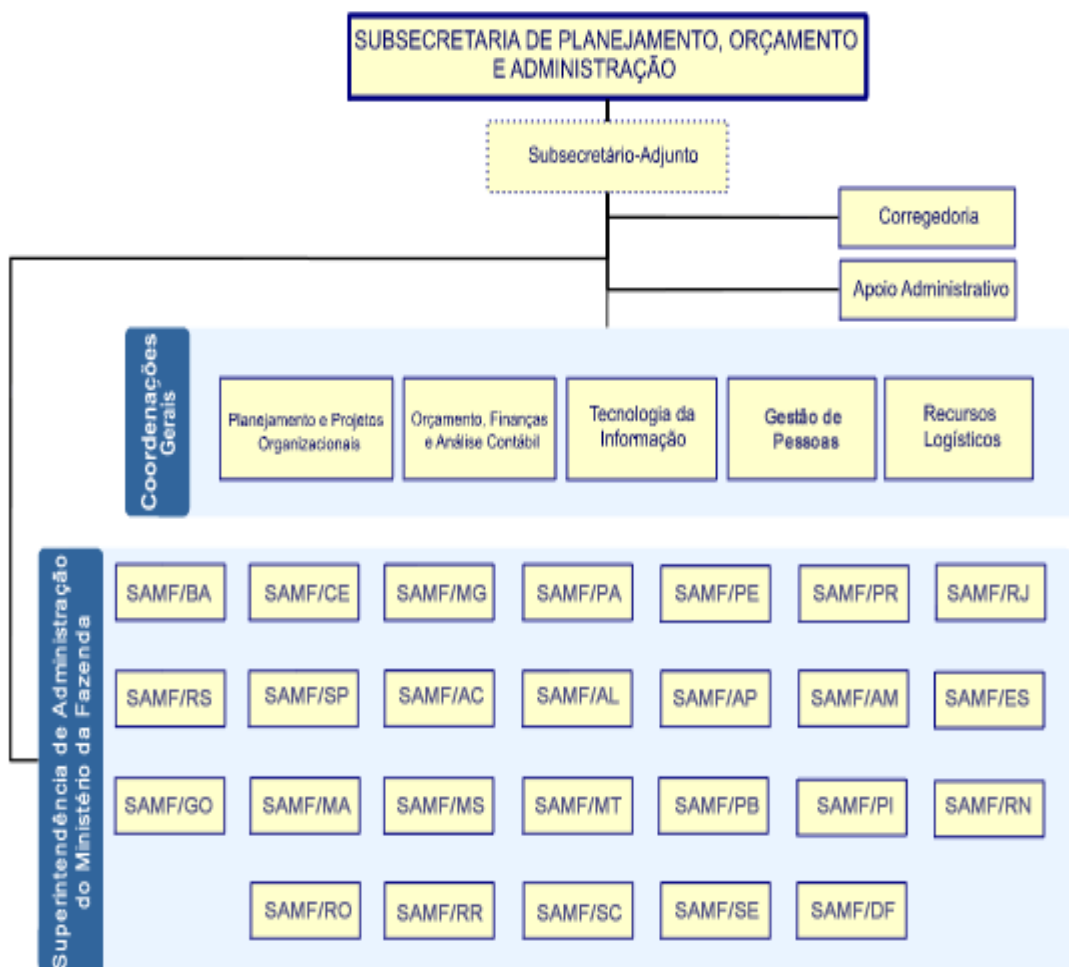 SUBSECRETARIA DE PLANEJAMENTO, ORÇAMENTO
E ADMINISTRAÇÃO
Subsecretário-Adjunto
Corregedoria
Apoio Administrativo
Coordenações
Gerais
Planejamento e Projetos
Organizacionais
Orçamento, Finanças
e Análise Contábil
Tecnologia da
Informação
Gestão de
Pessoas
Recursos
Logísticos
Superintendência de Administração
do Ministério da Fazenda
SAMF/BA
SAMF/CE
SAMF/MG
SAMF/PA
SAMF/PE
SAMF/PR
SAMF/RJ
SAMF/RS
SAMF/SP
SAMF/AC
SAMF/AL
SAMF/AP
SAMF/AM
SAMF/ES
SAMF/GO
SAMF/MA
SAMF/MS
SAMF/MT
SAMF/PB
SAMF/PI
SAMF/RN
SAMF/RO
SAMF/RR
SAMF/SC
SAMF/SE
SAMF/DF